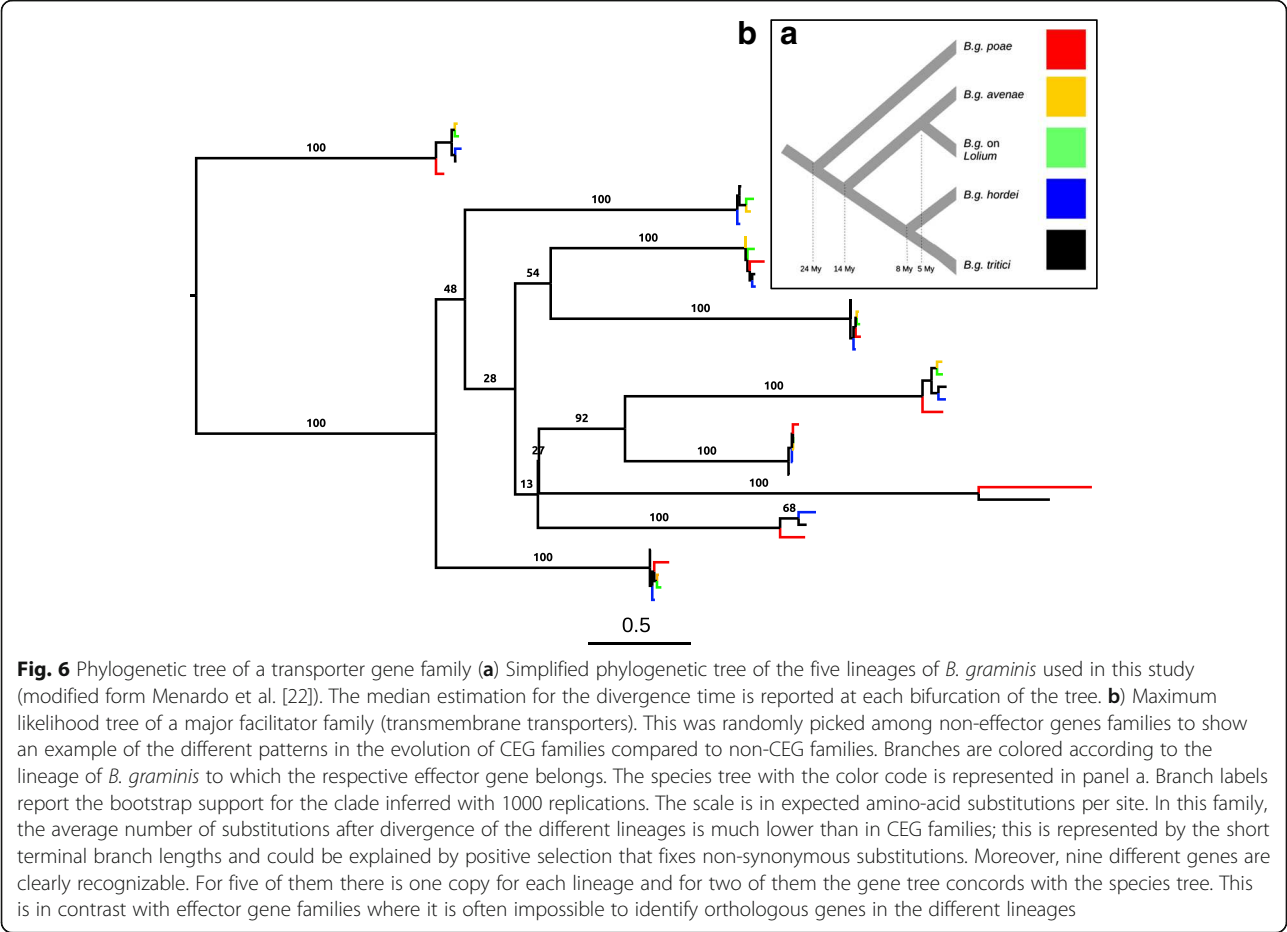 b a
B.g. poae
B.g. avenae
B.g. on
Lolium
B.g. hordei
B.g. tritici
24 My 14 My 8 My 5 My
100
100
100
54
48
100
28
100
92
27
100
13
100
68
100
100
100
0.5
Fig. 6 Phylogenetic tree of a transporter gene family (a) Simplified phylogenetic tree of the five lineages of B. graminis used in this study
(modified form Menardo et al. [22]). The median estimation for the divergence time is reported at each bifurcation of the tree. b) Maximum
likelihood tree of a major facilitator family (transmembrane transporters). This was randomly picked among non-effector genes families to show
an example of the different patterns in the evolution of CEG families compared to non-CEG families. Branches are colored according to the
lineage of B. graminis to which the respective effector gene belongs. The species tree with the color code is represented in panel a. Branch labels
report the bootstrap support for the clade inferred with 1000 replications. The scale is in expected amino-acid substitutions per site. In this family,
the average number of substitutions after divergence of the different lineages is much lower than in CEG families; this is represented by the short
terminal branch lengths and could be explained by positive selection that fixes non-synonymous substitutions. Moreover, nine different genes are
clearly recognizable. For five of them there is one copy for each lineage and for two of them the gene tree concords with the species tree. This
is in contrast with effector gene families where it is often impossible to identify orthologous genes in the different lineages